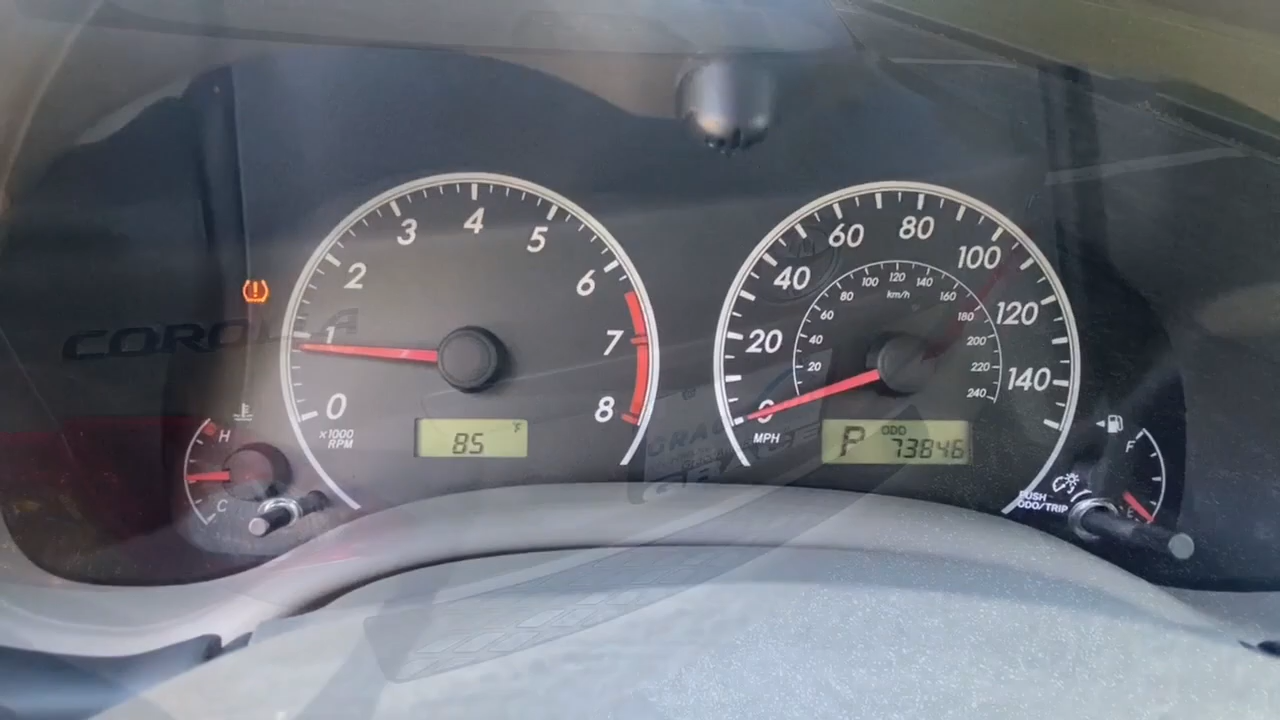 COROLLA
0 1 2 3 4 5 6 7 8
×1000
RPM
85 °F
H
C
0 20 40 60 80 100 120 140
MPH
20 40 60 80 100 120 140 160 180 200 220 240
km/h
P ODO 73846
F
E
PUSH
ODO/TRIP